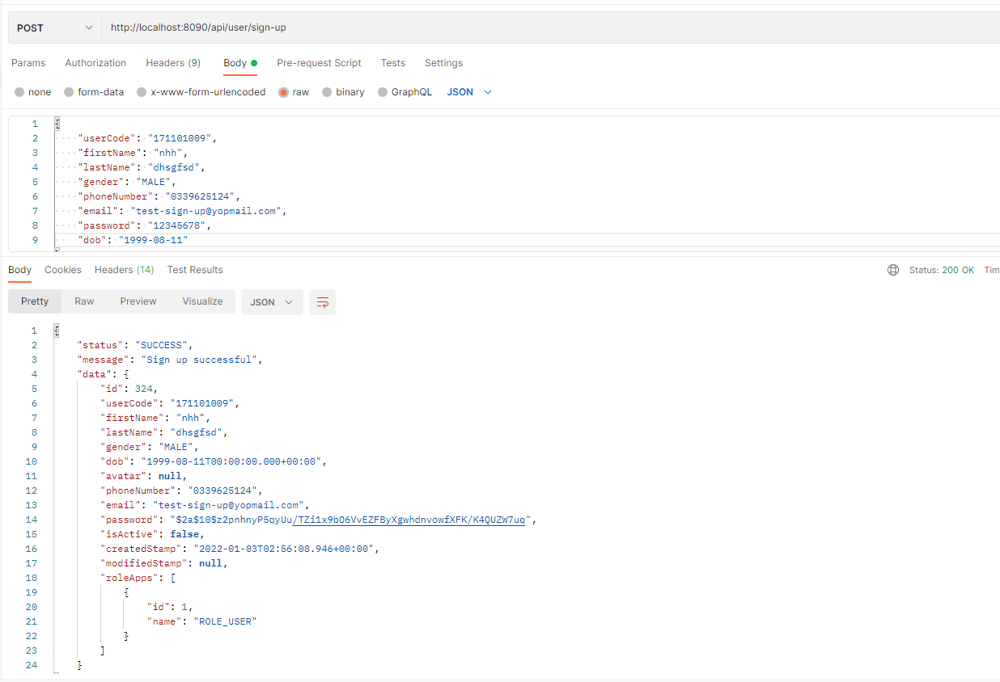 POST http://localhost:8090/api/user/sign-up
Params Authorization Headers (9) Body Pre-request Script Tests Settings
none form-data x-www-form-urlencoded raw binary GraphQL JSON
1 {
2 "userCode": "171101009",
3 "firstName": "nhh",
4 "lastName": "dhsgfsd",
5 "gender": "MALE",
6 "phoneNumber": "0339625124",
7 "email": "test-sign-up@yopmail.com",
8 "password": "12345678",
9 "dob": "1999-08-11"
Body Cookies Headers (14) Test Results Status: 200 OK Tim
Pretty Raw Preview Visualize JSON
1 {
2 "status": "SUCCESS",
3 "message": "Sign up successful",
4 "data": {
5 "id": 324,
6 "userCode": "171101009",
7 "firstName": "nhh",
8 "lastName": "dhsgfsd",
9 "gender": "MALE",
10 "dob": "1999-08-11T00:00:00.000+00:00",
11 "avatar": null,
12 "phoneNumber": "0339625124",
13 "email": "test-sign-up@yopmail.com",
14 "password": "$2a$10$z2pnhnyP5qyUu/TZi1x9bO6VvEZFByXgwhdnvowfXFK/K4QUZW7uq",
15 "isActive": false,
16 "createdStamp": "2022-01-03T02:56:08.946+00:00",
17 "modifiedStamp": null,
18 "roleApps": [
19 {
20 "id": 1,
21 "name": "ROLE_USER"
22 }
23 ]
24 }